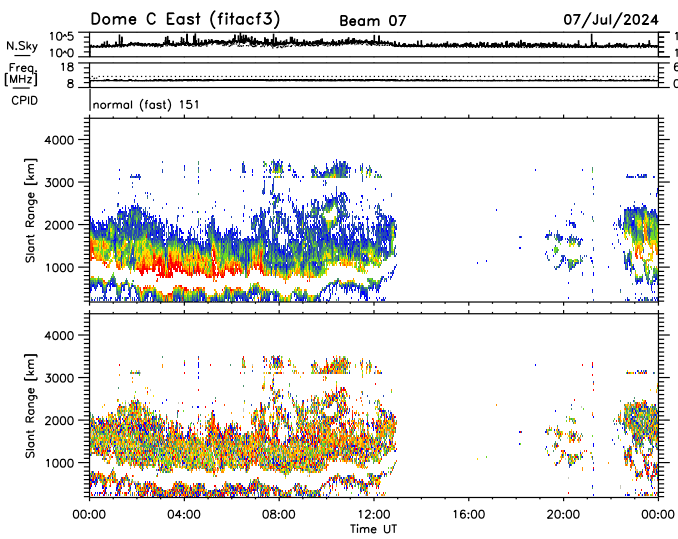 Dome C East (fitacf3) Beam 07 07/Jul/2024
N.Sky 10^5
10^0
Freq. 18 6
[MHz] 8 0
CPID normal (fast) 151
4000
3000
2000
1000
Slant Range [km]
4000
3000
2000
1000
Slant Range [km]
00:00 04:00 08:00 12:00 16:00 20:00 00:00
Time UT